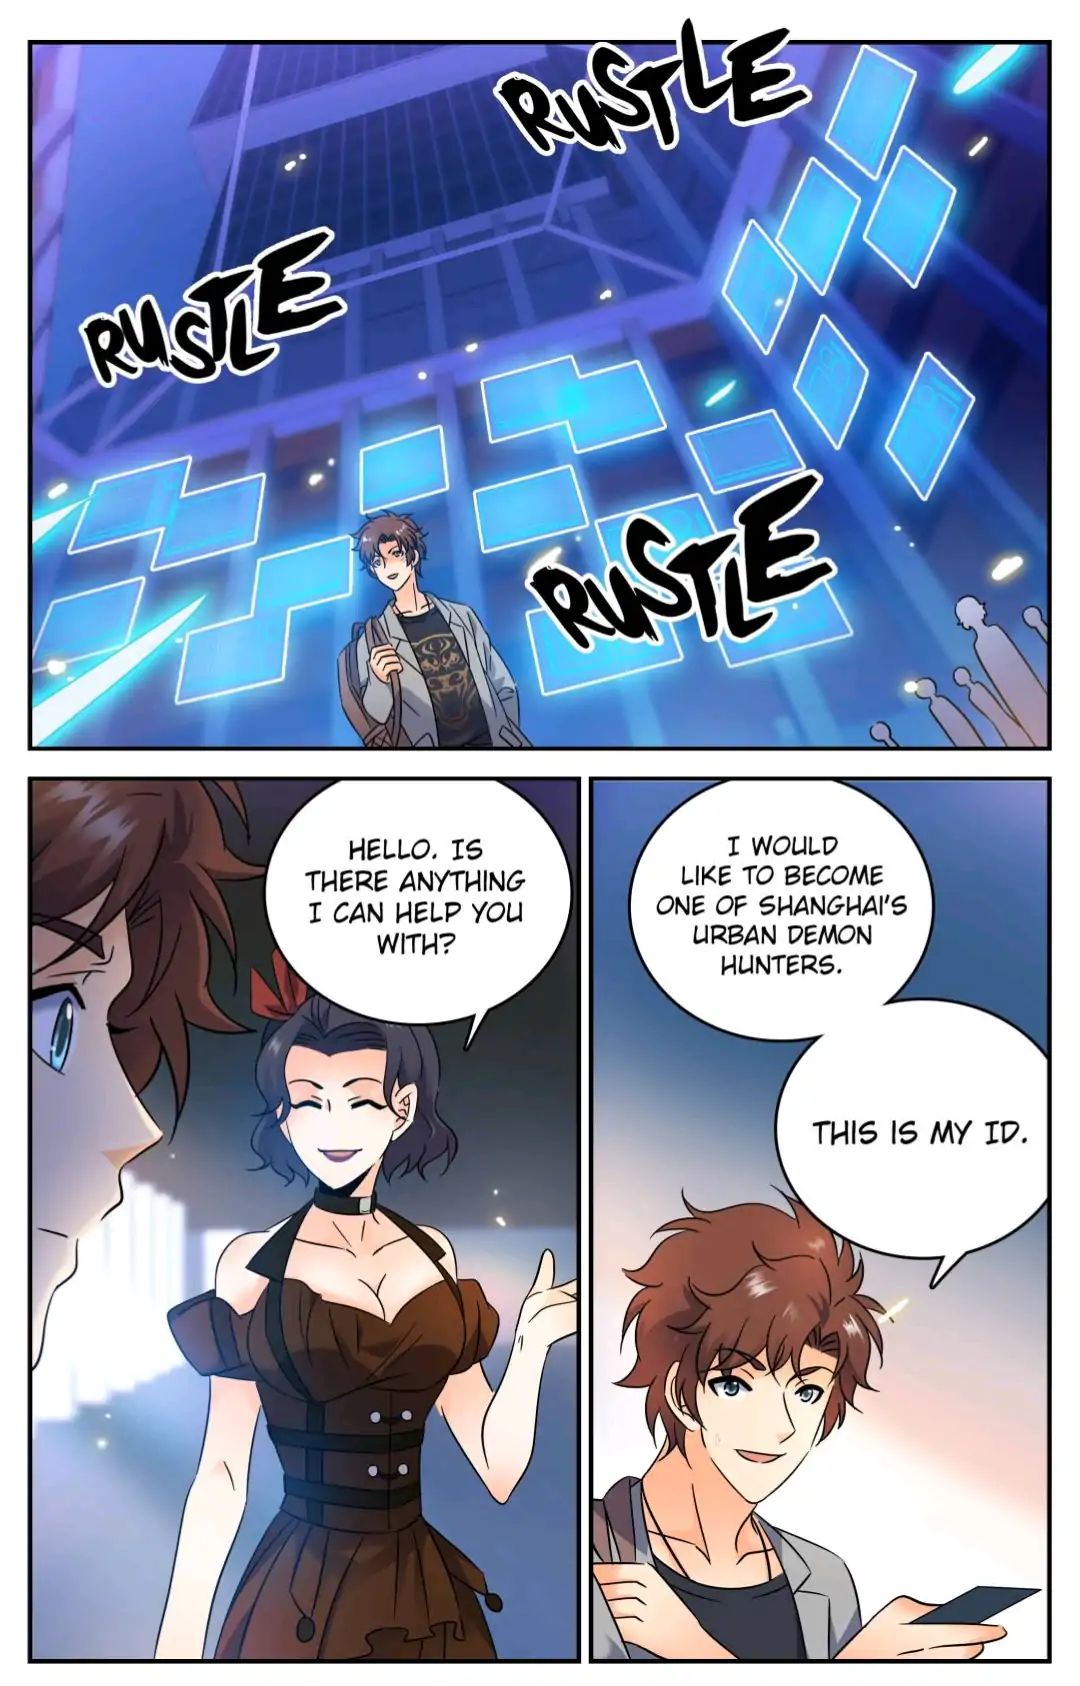 RUSTLE
RUSTLE
RUSTLE
HELLO. IS
THERE ANYTHING
I CAN HELP YOU
WITH?
I WOULD
LIKE TO BECOME
ONE OF SHANGHAI'S
URBAN DEMON
HUNTERS.
THIS IS MY ID.